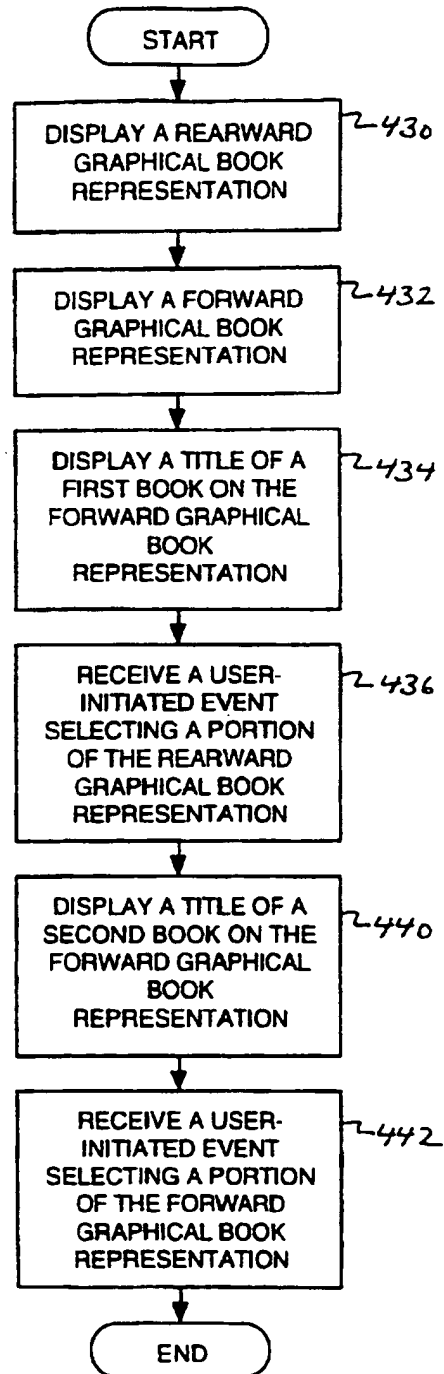 START
DISPLAY A REARWARD
GRAPHICAL BOOK
REPRESENTATION
430
DISPLAY A FORWARD
GRAPHICAL BOOK
REPRESENTATION
432
DISPLAY A TITLE OF A
FIRST BOOK ON THE
FORWARD GRAPHICAL
BOOK
REPRESENTATION
434
RECEIVE A USER-
INITIATED EVENT
SELECTING A PORTION
OF THE REARWARD
GRAPHICAL BOOK
REPRESENTATION
436
DISPLAY A TITLE OF A
SECOND BOOK ON THE
FORWARD GRAPHICAL
BOOK
REPRESENTATION
440
RECEIVE A USER-
INITIATED EVENT
SELECTING A PORTION
OF THE FORWARD
GRAPHICAL BOOK
REPRESENTATION
442
END